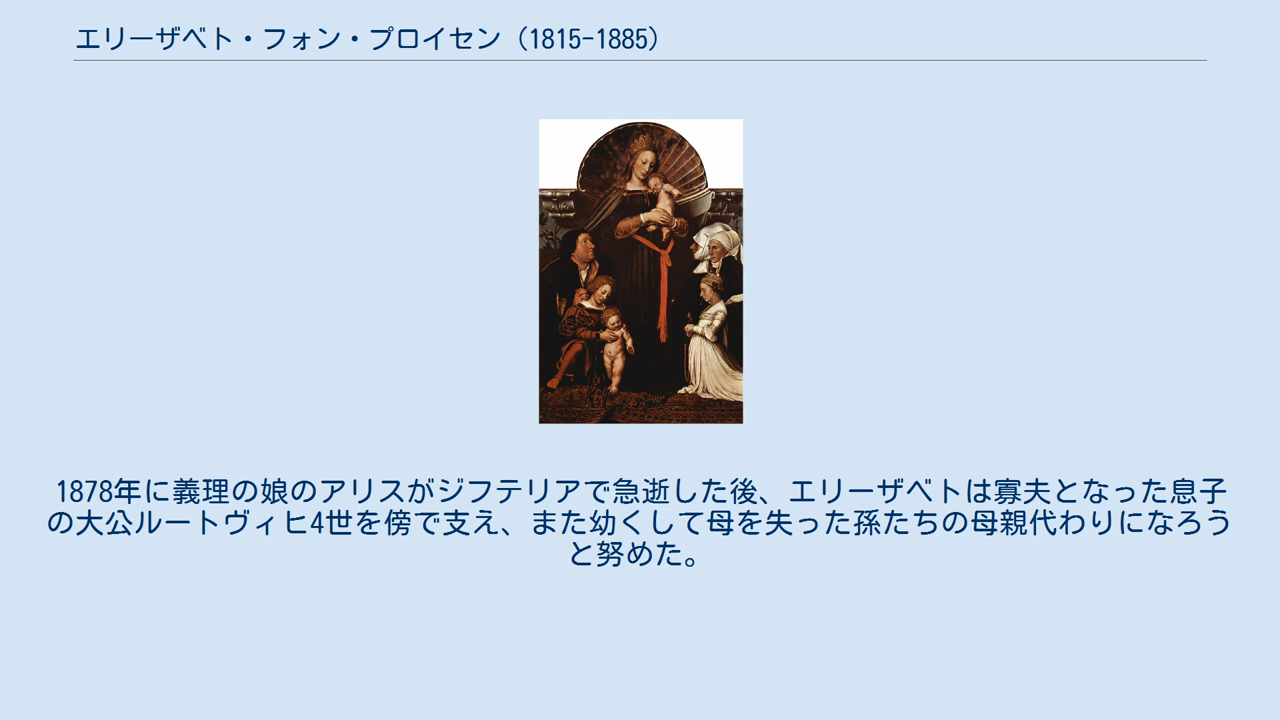 エリーザベト・フォン・プロイセン（1815-1885）
1878年に義理の娘のアリスがジフテリアで急逝した後、エリーザベトは寡夫となった息子
の大公ルートヴィヒ4世を傍で支え、また幼くして母を失った孫たちの母親代わりになろう
と努めた。